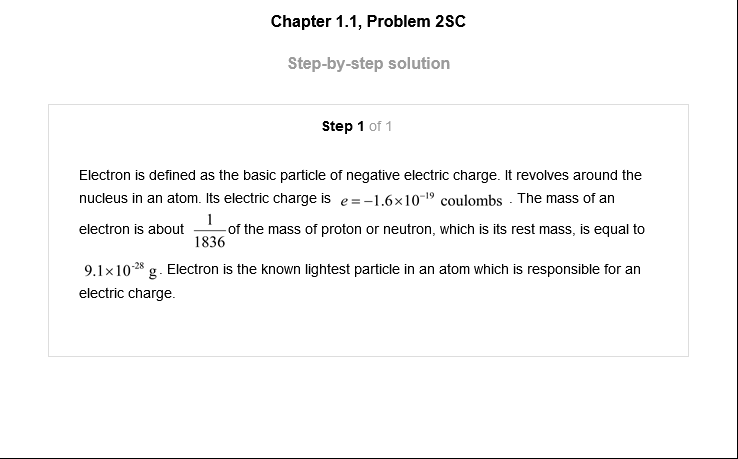 Chapter 1.1, Problem 2SC
Step-by-step solution
Step 1 of 1
Electron is defined as the basic particle of negative electric charge. It revolves around the
nucleus in an atom. Its electric charge is e = −1.6×10⁻¹⁹ coulombs . The mass of an
electron is about 1/1836 of the mass of proton or neutron, which is its rest mass, is equal to
9.1×10⁻²⁸ g . Electron is the known lightest particle in an atom which is responsible for an
electric charge.